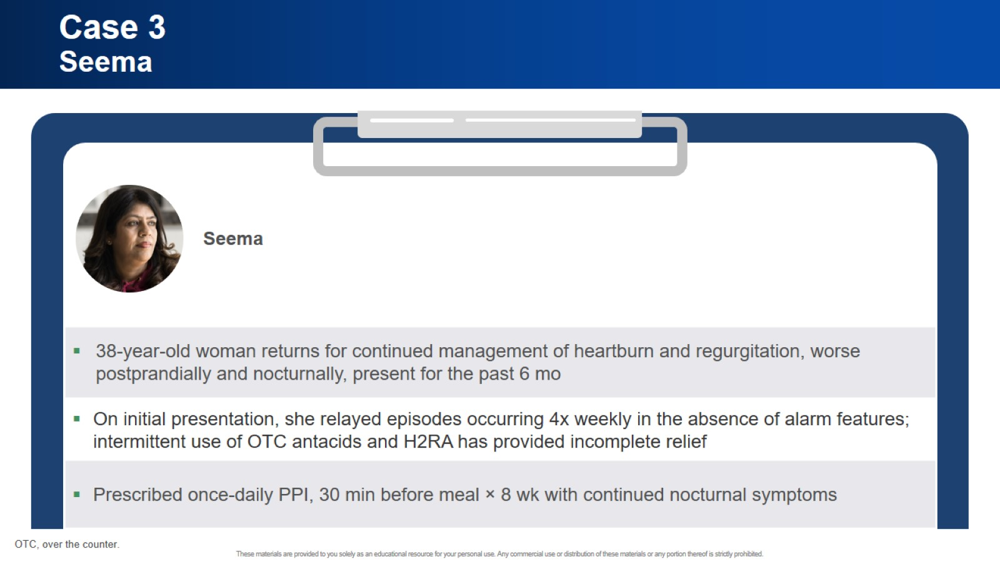 Case 3
Seema
Seema
▪ 38-year-old woman returns for continued management of heartburn and regurgitation, worse
postprandially and nocturnally, present for the past 6 mo
▪ On initial presentation, she relayed episodes occurring 4x weekly in the absence of alarm features;
intermittent use of OTC antacids and H2RA has provided incomplete relief
▪ Prescribed once-daily PPI, 30 min before meal × 8 wk with continued nocturnal symptoms
OTC, over the counter.
These materials are provided to you solely as an educational resource for your personal use. Any commercial use or distribution of these materials or any portion thereof is strictly prohibited.